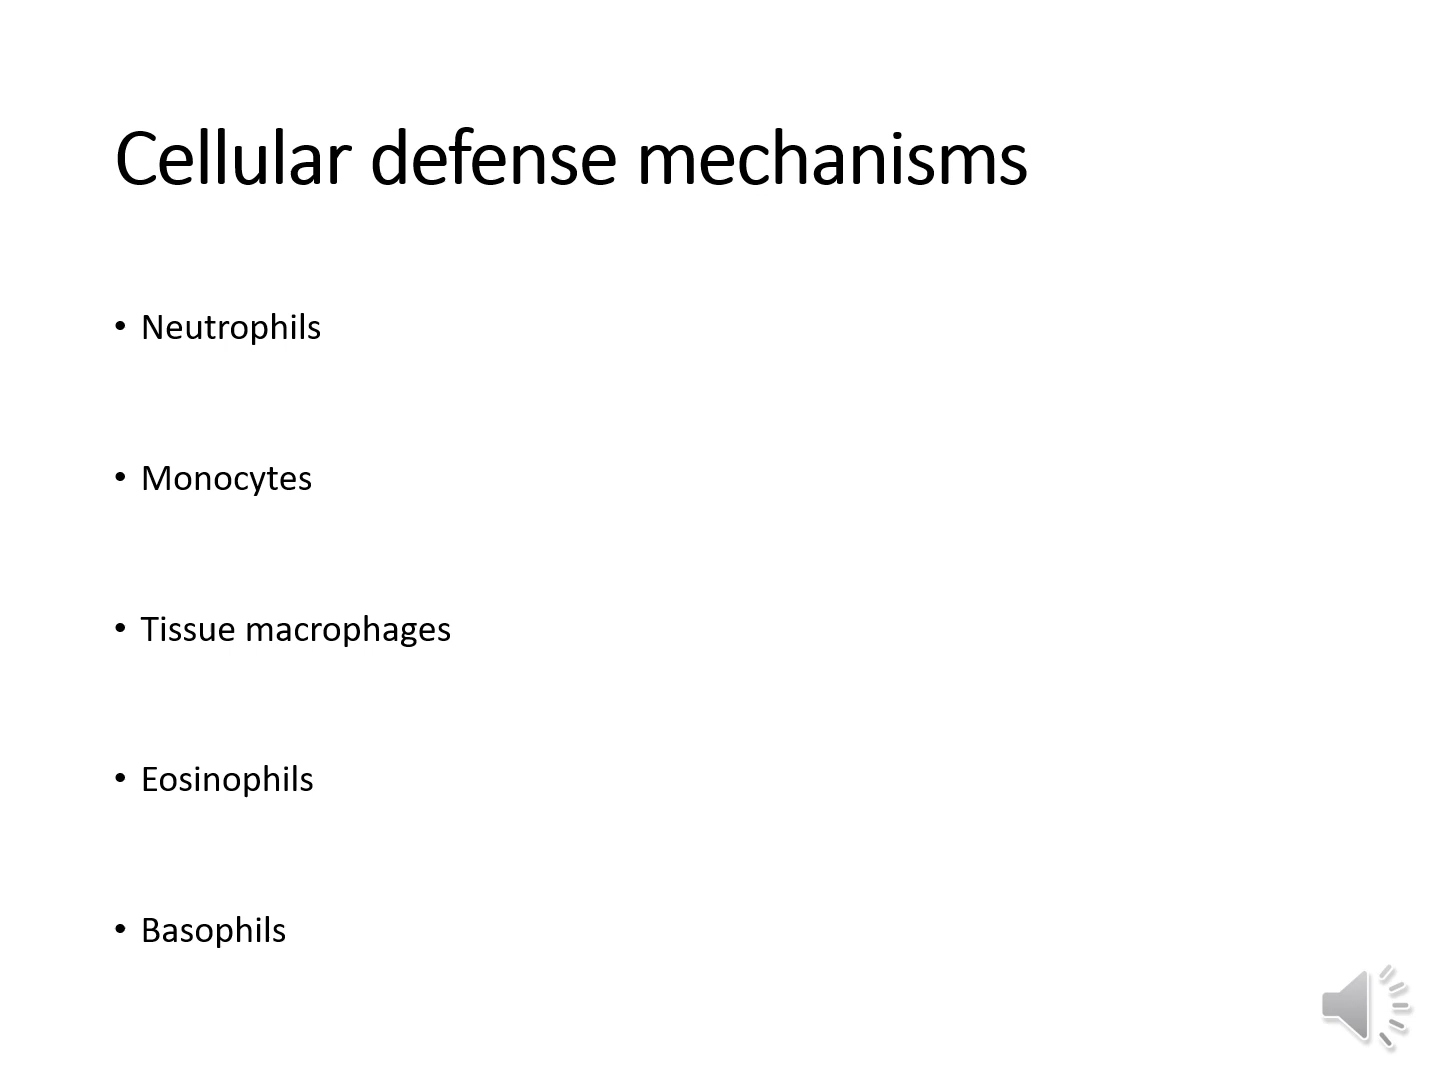 Cellular defense mechanisms
• Neutrophils
• Monocytes
• Tissue macrophages
• Eosinophils
• Basophils